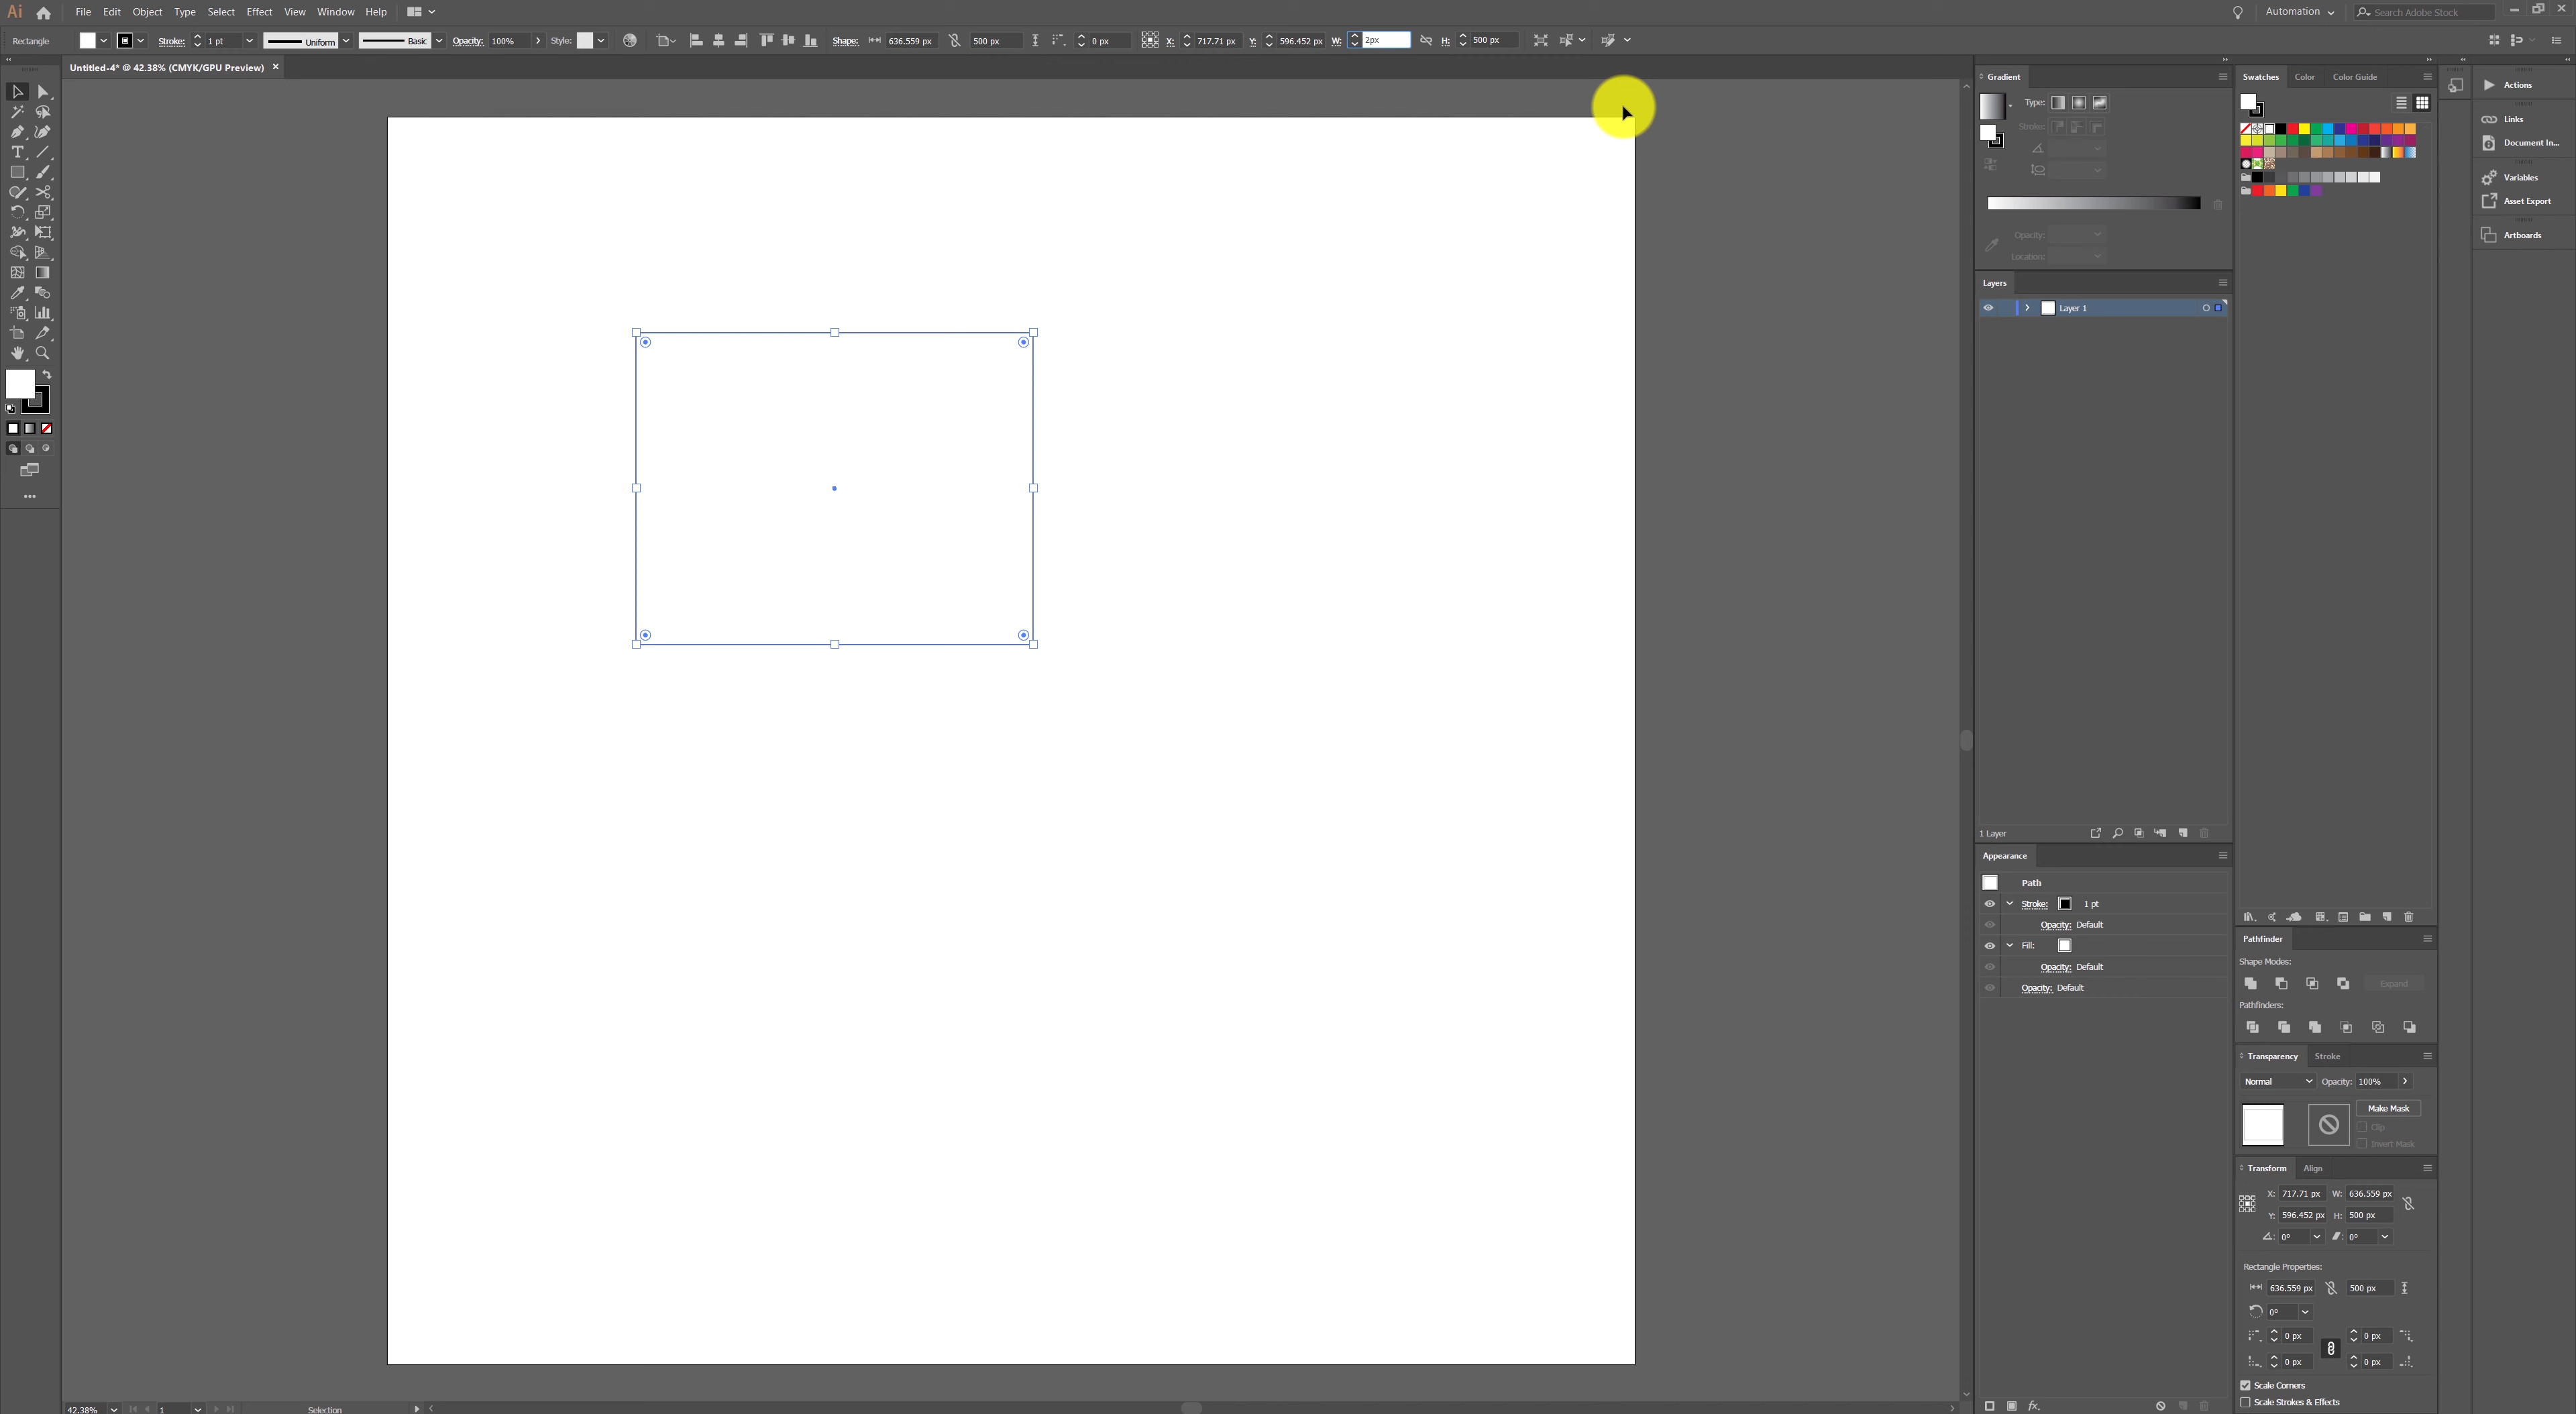 Ai File Edit Object Type Select Effect View Window Help Automation Search Adobe Stock
Rectangle Stroke: 1 pt Uniform Basic Opacity: 100% Style: Shape: 636.559 px 500 px 0 px X: 717.71 px Y: 596.452 px W: 2px H: 500 px
Untitled-4* @ 42.38% (CMYK/GPU Preview)
Gradient
Type:
Stroke:
Opacity:
Location:
Layers
Layer 1
1 Layer
Appearance
Path
Stroke: 1 pt
Opacity: Default
Fill:
Opacity: Default
Opacity: Default
Swatches Color Color Guide
Pathfinder
Shape Modes:
Expand
Pathfinders:
Transparency Stroke
Normal Opacity: 100%
Make Mask
Clip
Invert Mask
Transform Align
X: 717.71 px W: 636.559 px
Y: 596.452 px H: 500 px
0° 0°
Rectangle Properties:
636.559 px 500 px
0°
0 px 0 px
0 px 0 px
Scale Corners
Scale Strokes & Effects
Actions
Links
Document In...
Variables
Asset Export
Artboards
42.38% 1 Selection